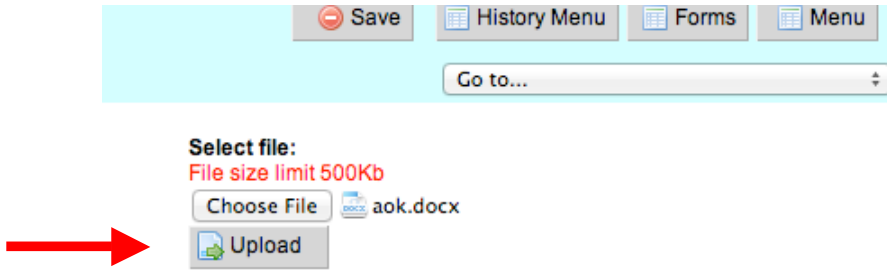 Save History Menu Forms Menu
Go to...
Select file:
File size limit 500Kb
Choose File aok.docx
Upload